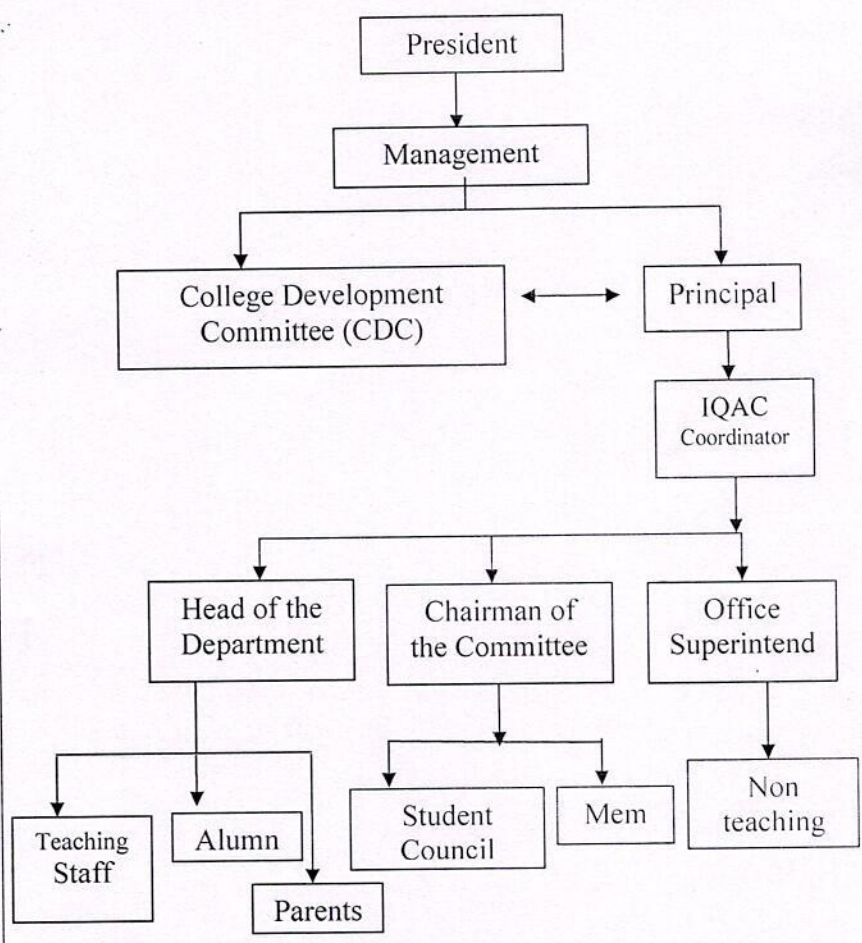 President
Management
College Development
Committee (CDC)
Principal
IQAC
Coordinator
Head of the
Department
Chairman of
the Committee
Office
Superintend
Teaching
Staff
Alumn
Parents
Student
Council
Mem
Non
teaching